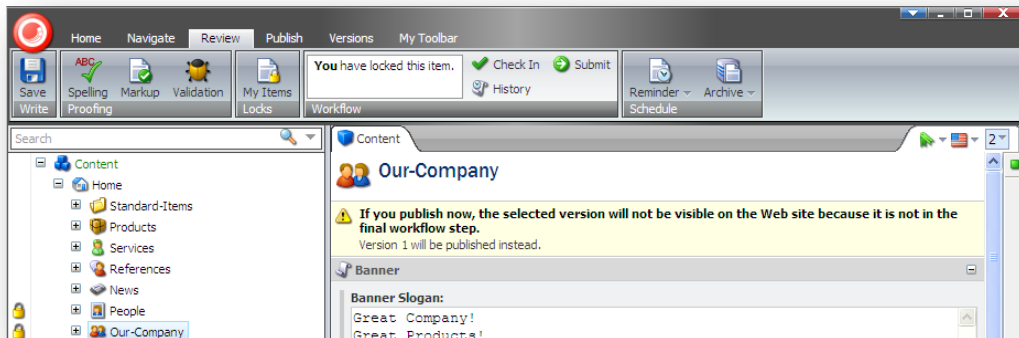 Home Navigate Review Publish Versions My Toolbar
ABC
You have locked this item. Check In Submit
Save Spelling Markup Validation My Items History Reminder Archive
Write Proofing Locks Workflow Schedule
Search
Content 2
Content
Our-Company
Home
Standard-Items
If you publish now, the selected version will not be visible on the Web site because it is not in the
final workflow step.
Products
Version 1 will be published instead.
Services
References
Banner
News
Banner Slogan:
People
Great Company!
Our-Company
Great Products!